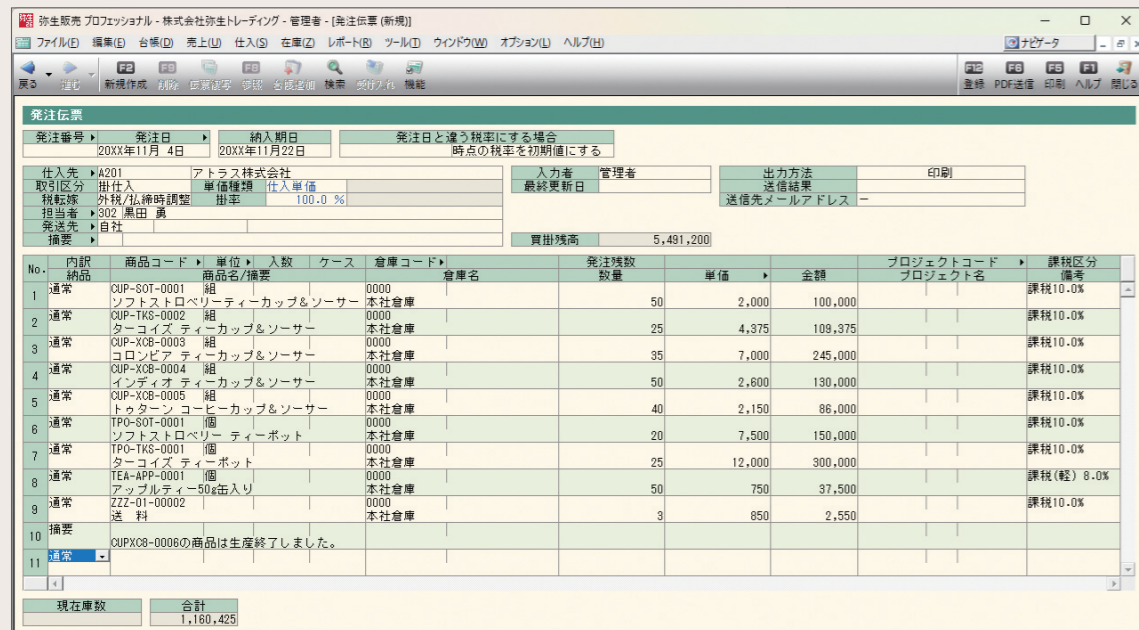 弥生販売 プロフェッショナル - 株式会社弥生トレーディング - 管理者 - [発注伝票 (新規)]
ファイル(F) 編集(E) 台帳(D) 売上(U) 仕入(S) 在庫(Z) レポート(R) ツール(T) ウィンドウ(W) オプション(L) ヘルプ(H) ナビゲータ
F2 F9 F8 F12 F6 F5 F1
戻る 進む 新規作成 削除 伝票複写 参照 台帳追加 検索 受け入れ 機能 登録 PDF送信 印刷 ヘルプ 閉じる
発注伝票
発注番号 発注日 納入期日 発注日と違う税率にする場合
20XX年11月 4日 20XX年11月22日 時点の税率を初期値にする
仕入先 A201 アトラス株式会社 入力者 管理者 出力方法 印刷
取引区分 掛仕入 単価種類 仕入単価 最終更新日 送信結果
税転嫁 外税/払締時調整 掛率 100.0 % 送信先メールアドレス −
担当者 302 黒田 勇
発送先 自社
摘要 買掛残高 5,491,200
No. 内訳 商品コード 単位 入数 ケース 倉庫コード 発注残数 プロジェクトコード 課税区分
納品 商品名/摘要 倉庫名 数量 単価 金額 プロジェクト名 備考
1 通常 CUP-SOT-0001 組 0000 課税10.0%
ソフトストロベリーティーカップ&ソーサー 本社倉庫 50 2,000 100,000
2 通常 CUP-TKS-0002 組 0000 課税10.0%
ターコイズ ティーカップ&ソーサー 本社倉庫 25 4,375 109,375
3 通常 CUP-XCB-0003 組 0000 課税10.0%
コロンビア ティーカップ&ソーサー 本社倉庫 35 7,000 245,000
4 通常 CUP-XCB-0004 組 0000 課税10.0%
インディオ ティーカップ&ソーサー 本社倉庫 50 2,600 130,000
5 通常 CUP-XCB-0005 組 0000 課税10.0%
トゥターン コーヒーカップ&ソーサー 本社倉庫 40 2,150 86,000
6 通常 TPO-SOT-0001 個 0000 課税10.0%
ソフトストロベリー ティーポット 本社倉庫 20 7,500 150,000
7 通常 TPO-TKS-0001 個 0000 課税10.0%
ターコイズ ティーポット 本社倉庫 25 12,000 300,000
8 通常 TEA-APP-0001 個 0000 課税(軽) 8.0%
アップルティー50g缶入り 本社倉庫 50 750 37,500
9 通常 ZZZ-01-00002 0000 課税10.0%
送 料 本社倉庫 3 850 2,550
10 摘要
CUPXCB-0006の商品は生産終了しました。
11 通常
現在庫数 合計
1,160,425